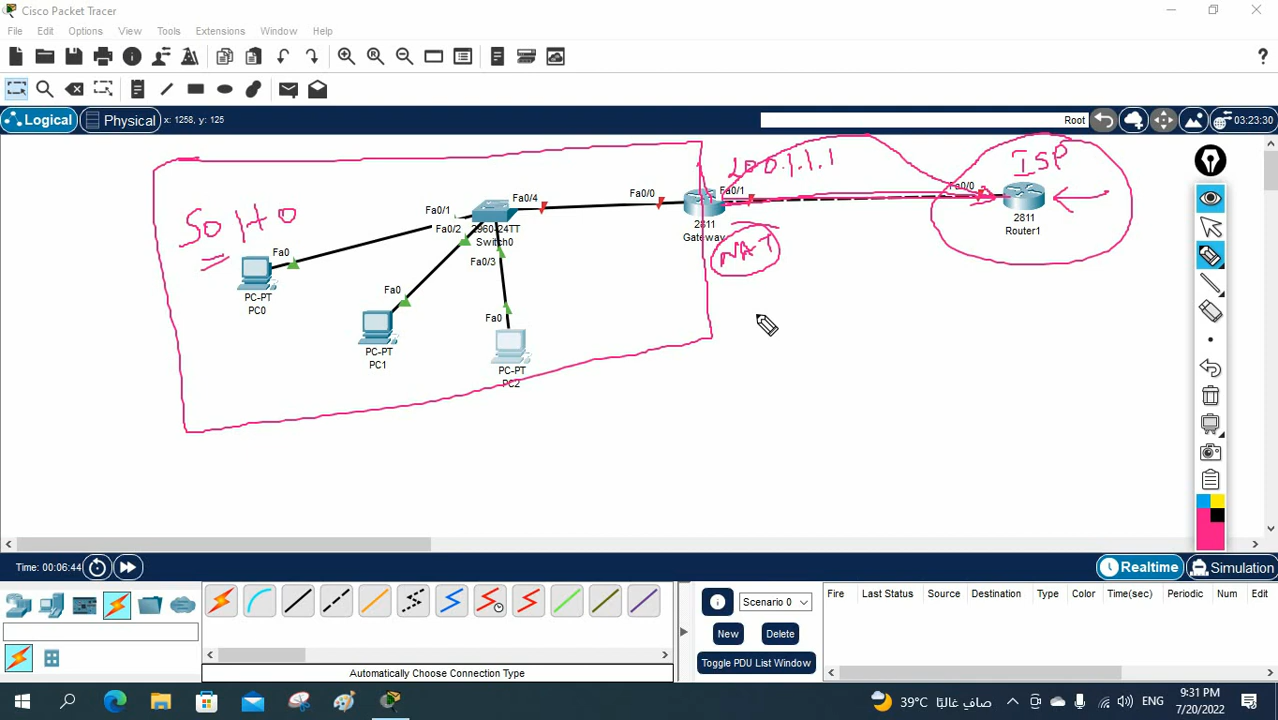 Cisco Packet Tracer
File Edit Options View Tools Extensions Window Help
?
Logical Physical x: 1258, y: 125 Root 03:23:30
200.1.1.1
ISP
SoHo
NAT
Fa0/4
Fa0/0
Fa0/1
Fa0/0
Fa0/1
Fa0/2
2960-24TT
Switch0
2811
Gateway
2811
Router1
Fa0
Fa0/3
PC-PT
PC0
Fa0
PC-PT
PC1
Fa0
PC-PT
PC2
Time: 00:06:44 Realtime Simulation
Scenario 0
New Delete
Toggle PDU List Window
Fire Last Status Source Destination Type Color Time(sec) Periodic Num Edit
Automatically Choose Connection Type
39°C صافٍ غالبًا ENG 9:31 PM
7/20/2022